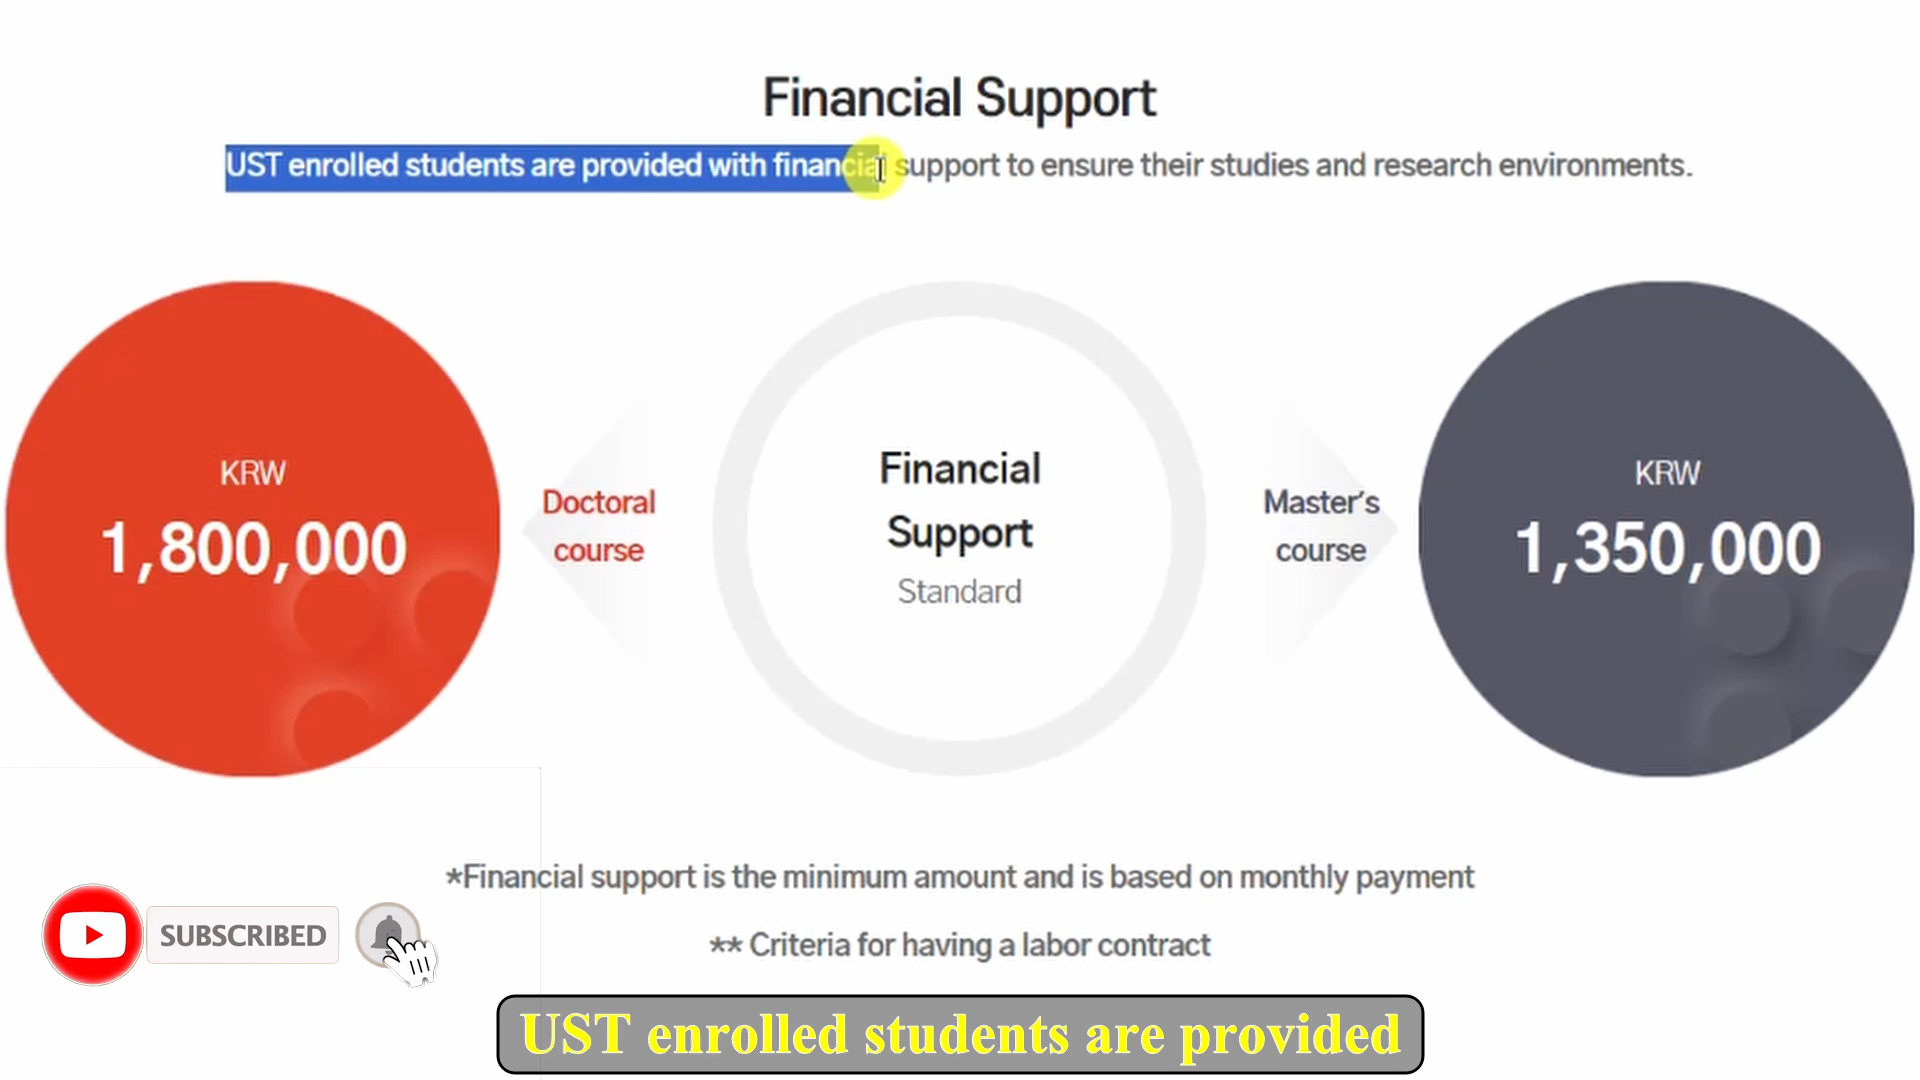 Financial Support
UST enrolled students are provided with financial support to ensure their studies and research environments.
KRW
1,800,000
Doctoral
course
Financial
Support
Standard
Master's
course
KRW
1,350,000
*Financial support is the minimum amount and is based on monthly payment
** Criteria for having a labor contract
SUBSCRIBED
UST enrolled students are provided